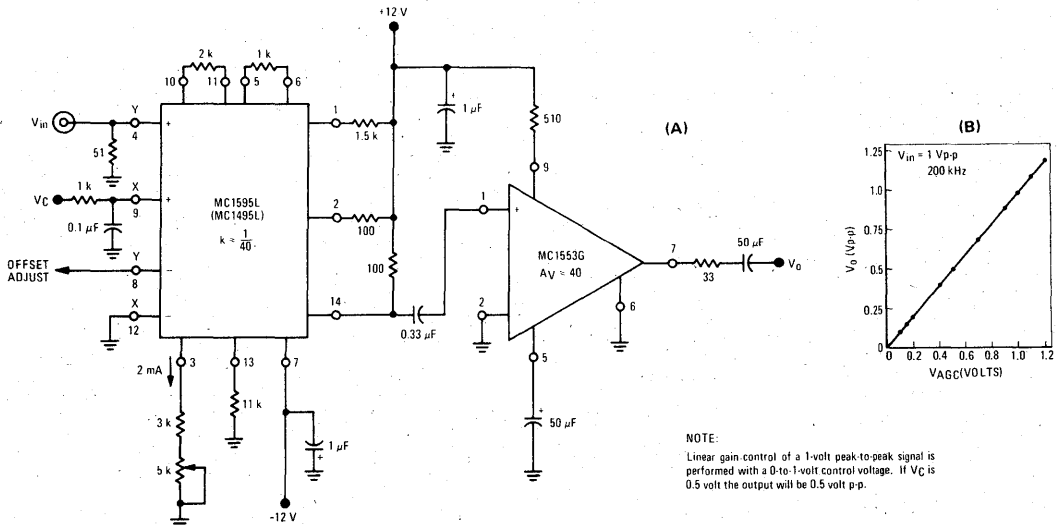 +12 V
2 k
1 k
10
11
5
6
1 µF
510
(A)
(B)
Vin
Y
4
+
1
1.5 k
51
9
1 k
VC
X
9
+
0.1 µF
MC1595L
(MC1495L)
k = 1/40
2
100
100
1
+
MC1553G
AV = 40
7
33
50 µF
Vo
OFFSET
ADJUST
Y
8
−
X
12
−
14
0.33 µF
2
−
6
5
3
13
7
2 mA
11 k
3 k
5 k
1 µF
+
-12 V
+
50 µF
Vin = 1 Vp-p
200 kHz
Vo (Vp-p)
1.25
1.0
0.75
0.5
0.25
0
0 0.2 0.4 0.6 0.8 1.0 1.2
VAGC(VOLTS)
NOTE:
Linear gain control of a 1-volt peak-to-peak signal is
performed with a 0-to-1-volt control voltage. If VC is
0.5 volt the output will be 0.5 volt p-p.